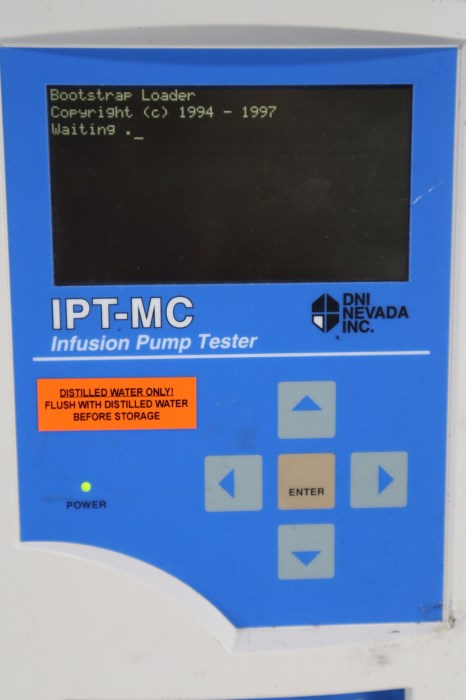 Bootstrap Loader
Copyright (c) 1994 - 1997
Waiting ._
IPT-MC
Infusion Pump Tester
DNI
NEVADA
INC.
DISTILLED WATER ONLY!
FLUSH WITH DISTILLED WATER
BEFORE STORAGE
ENTER
POWER